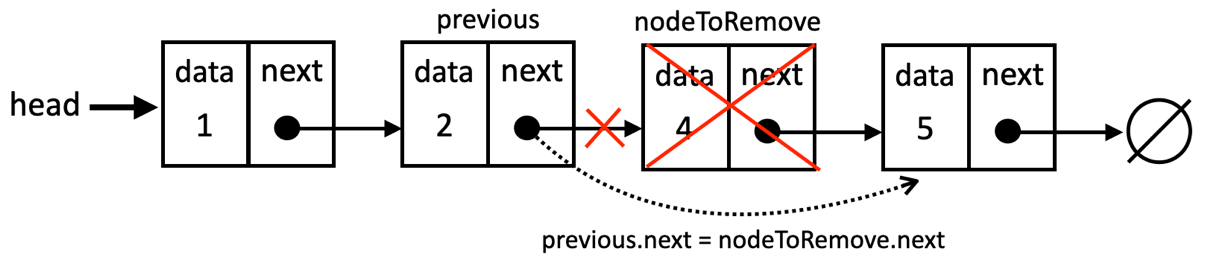 previous
nodeToRemove
head
data next
1
data next
2
data next
4
data next
5
previous.next = nodeToRemove.next